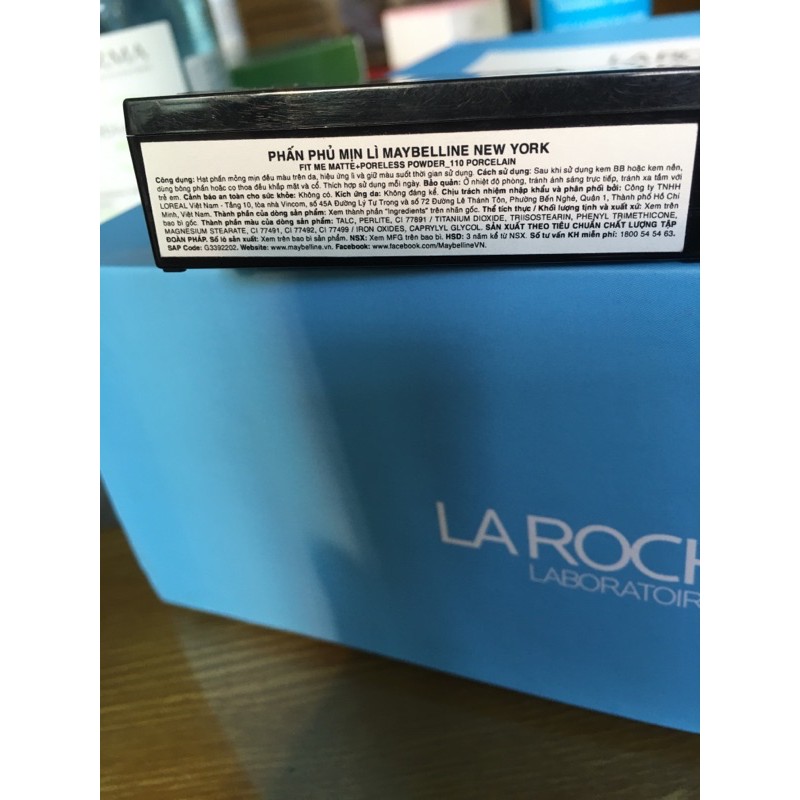 RMA
LA ROCH
PHẤN PHỦ MỊN LÌ MAYBELLINE NEW YORK
FIT ME MATTE+PORELESS POWDER_110 PORCELAIN
Công dụng: Hạt phấn mỏng mịn đều màu trên da, hiệu ứng lì và giữ màu suốt thời gian sử dụng. Cách sử dụng: Sau khi sử dụng kem BB hoặc kem nền,
dùng bông phấn hoặc cọ thoa đều khắp mặt và cổ. Thích hợp sử dụng mỗi ngày. Bảo quản: Ở nhiệt độ phòng, tránh ánh sáng trực tiếp, tránh xa tầm với
trẻ em. Cảnh báo an toàn cho sức khỏe: Không có. Kích ứng da: Không đáng kể. Chịu trách nhiệm nhập khẩu và phân phối bởi: Công ty TNHH
LOREAL Việt Nam - Tầng 10, tòa nhà Vincom, số 45A Đường Lý Tự Trọng và số 72 Đường Lê Thánh Tôn, Phường Bến Nghé, Quận 1, Thành phố Hồ Chí
Minh, Việt Nam. Thành phần của dòng sản phẩm: Xem thành phần "Ingredients" trên nhãn gốc. Thể tích thực / Khối lượng tịnh và xuất xứ: Xem trên
bao bì gốc. Thành phần màu của dòng sản phẩm: TALC, PERLITE, CI 77891 / TITANIUM DIOXIDE, TRIISOSTEARIN, PHENYL TRIMETHICONE,
MAGNESIUM STEARATE, CI 77491, CI 77492, CI 77499 / IRON OXIDES, CAPRYLYL GLYCOL. SẢN XUẤT THEO TIÊU CHUẨN CHẤT LƯỢNG TẬP
ĐOÀN PHÁP. Số lô sản xuất: Xem trên bao bì sản phẩm. NSX: Xem MFG trên bao bì. HSD: 3 năm kể từ NSX. Số tư vấn KH miễn phí: 1800 54 54 63.
SAP Code: G3392202. Website: www.maybelline.vn. Facebook: www.facebook.com/MaybellineVN.
LA ROCH
LABORATOIR